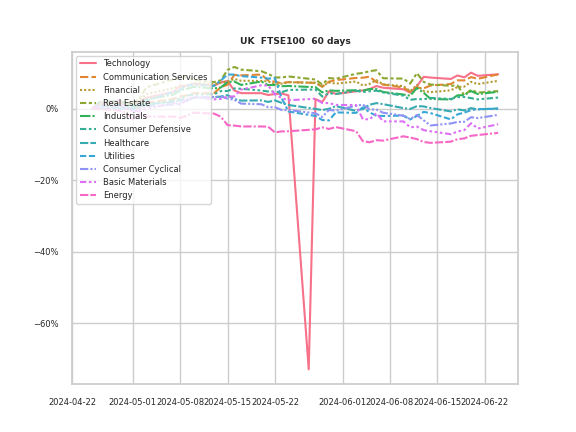 UK FTSE100 60 days
Technology
Communication Services
Financial
Real Estate
Industrials
Consumer Defensive
Healthcare
Utilities
Consumer Cyclical
Basic Materials
Energy
0%
−20%
−40%
−60%
2024-04-22 2024-05-01 2024-05-08 2024-05-15 2024-05-22 2024-06-01 2024-06-08 2024-06-15 2024-06-22